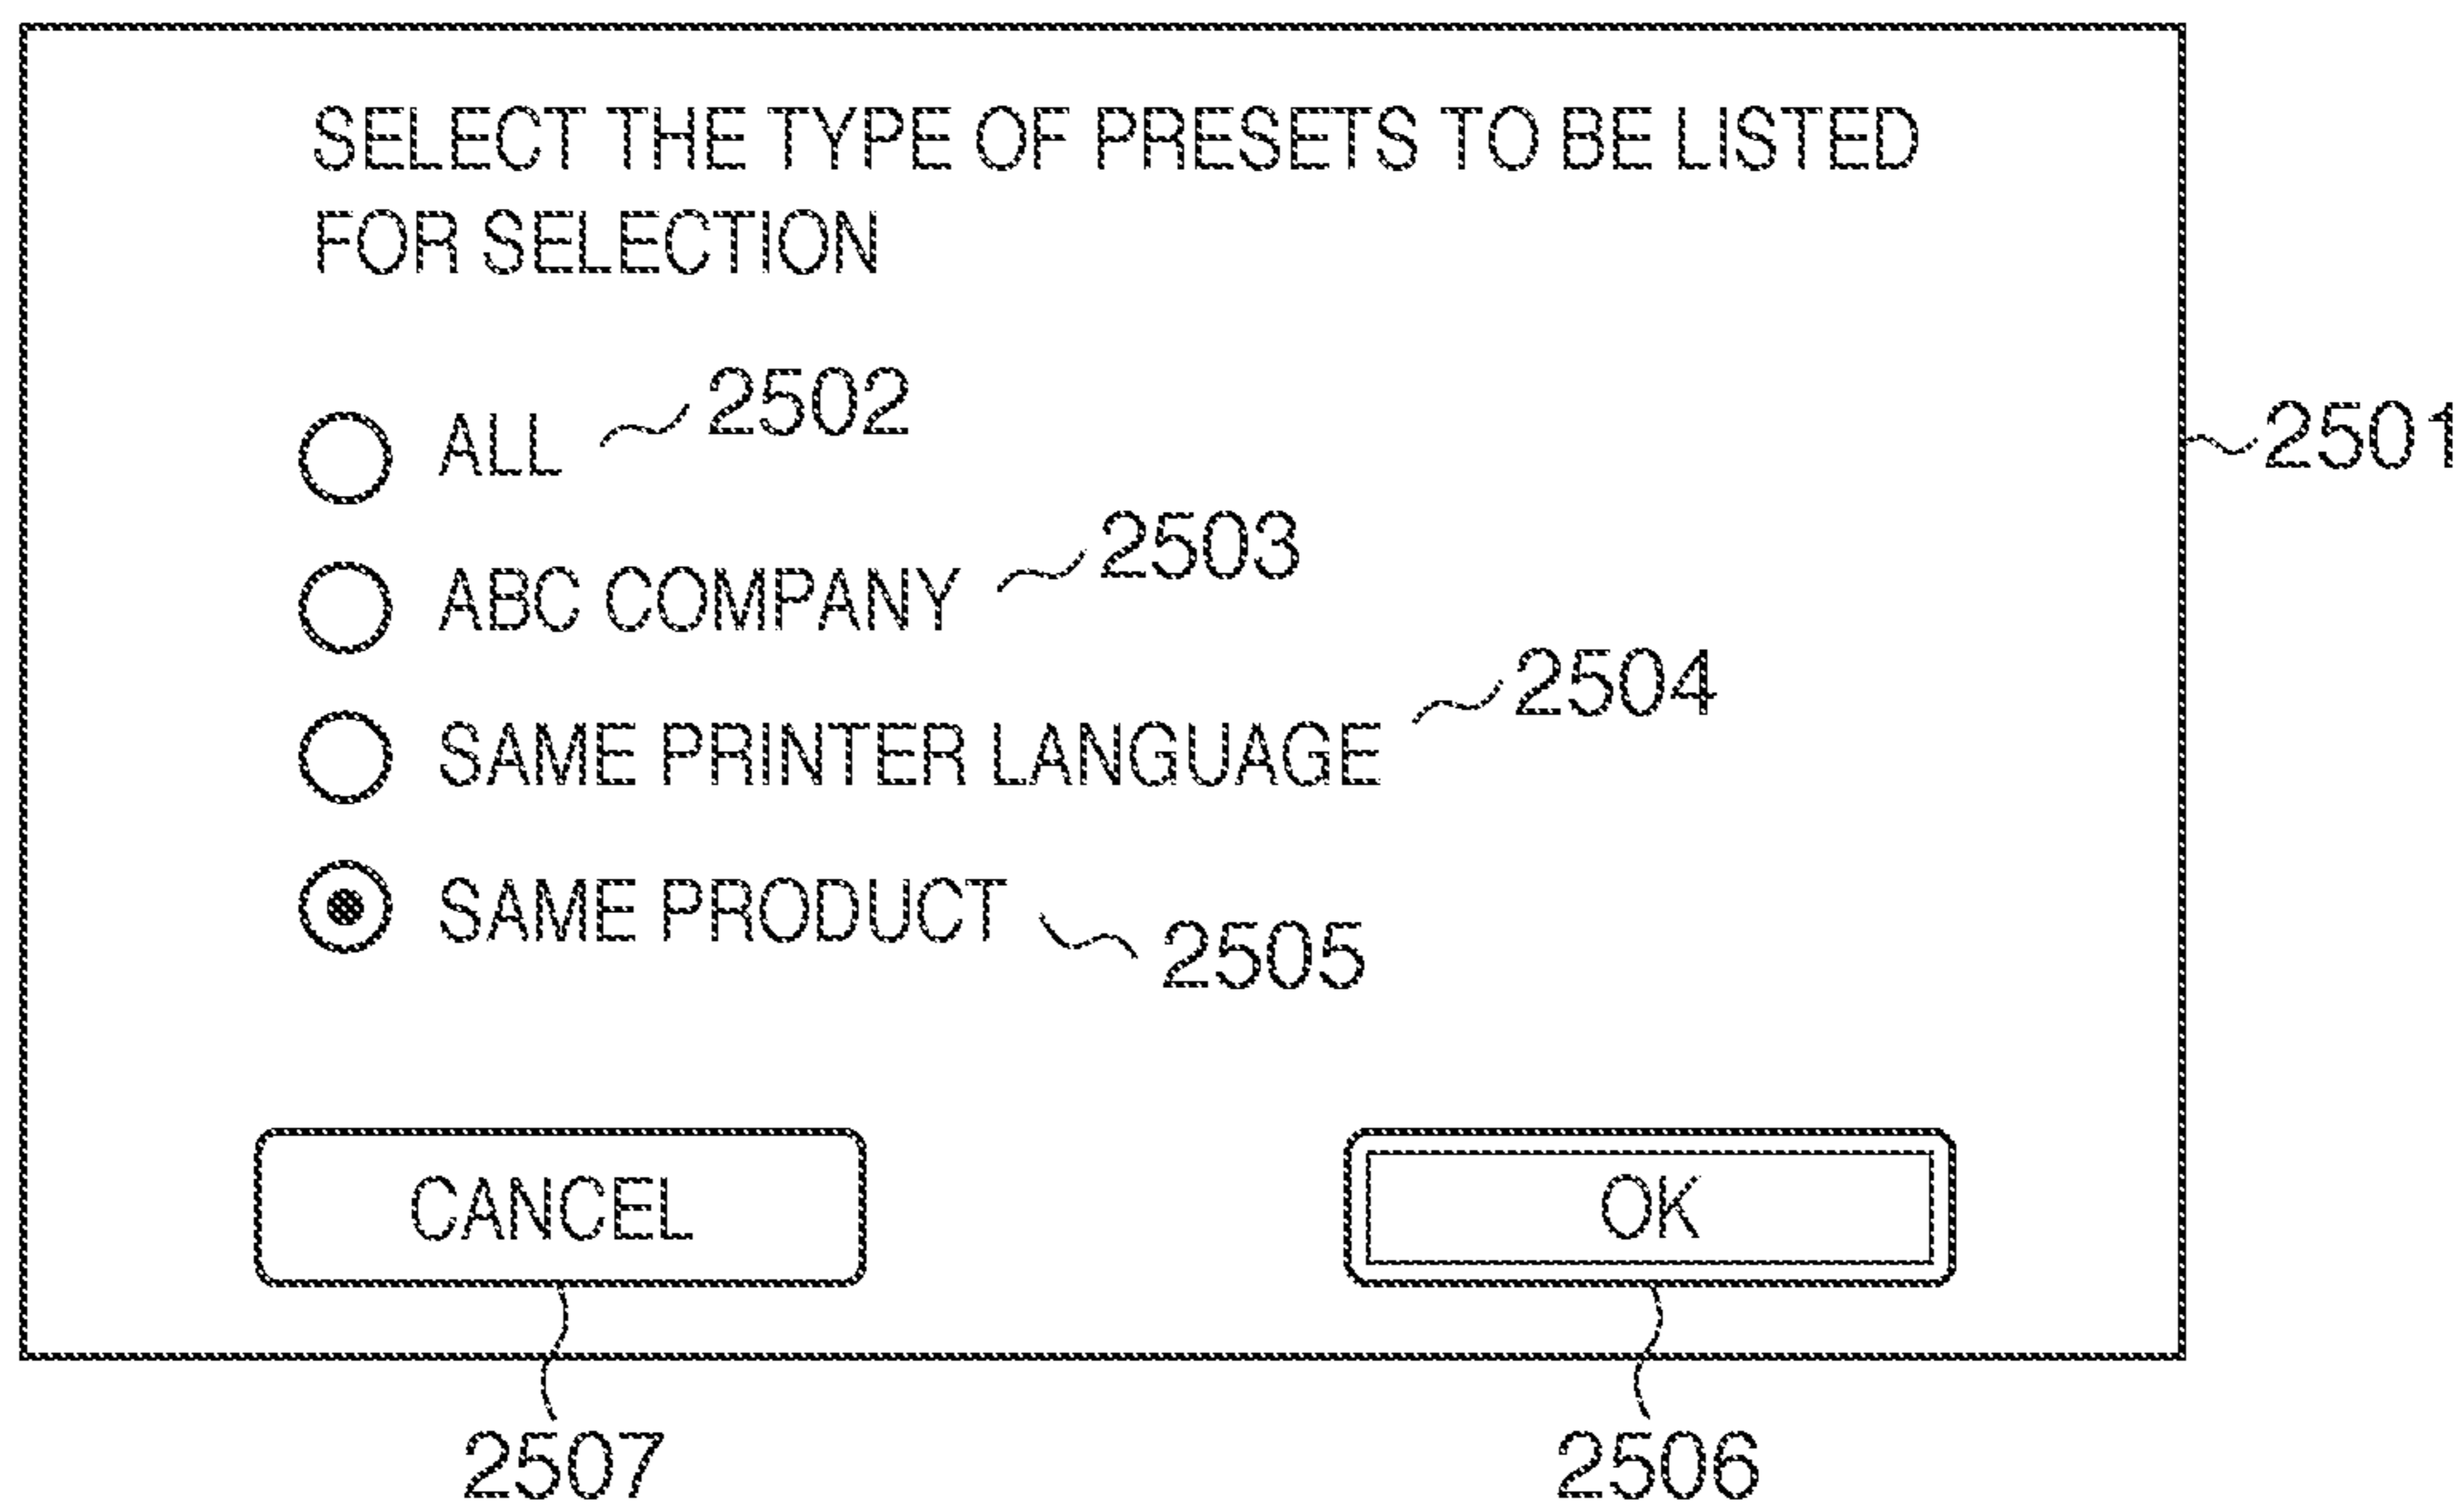 SELECT THE TYPE OF PRESETS TO BE LISTED
FOR SELECTION
ALL 2502
2501
ABC COMPANY 2503
SAME PRINTER LANGUAGE 2504
SAME PRODUCT 2505
CANCEL OK
2507 2506